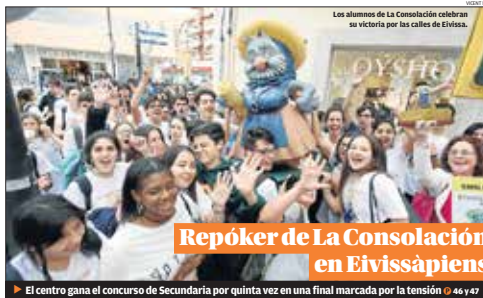 VICENT
Los alumnos de La Consolación celebran
su victoria por las calles de Eivissa.
OYSHO
Repóker de La Consolación
en Eivissàpiens
El centro gana el concurso de Secundaria por quinta vez en una final marcada por la tensión P 46 y 47